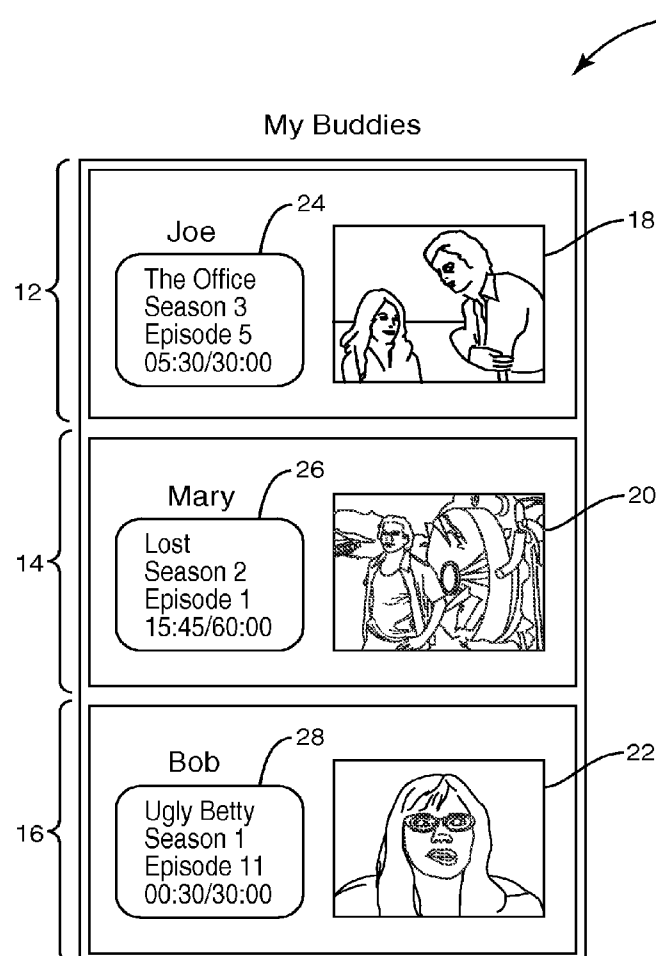 My Buddies
24
Joe
18
The Office
12
Season 3
Episode 5
05:30/30:00
26
Mary
20
Lost
14
Season 2
Episode 1
15:45/60:00
28
Bob
22
Ugly Betty
16
Season 1
Episode 11
00:30/30:00